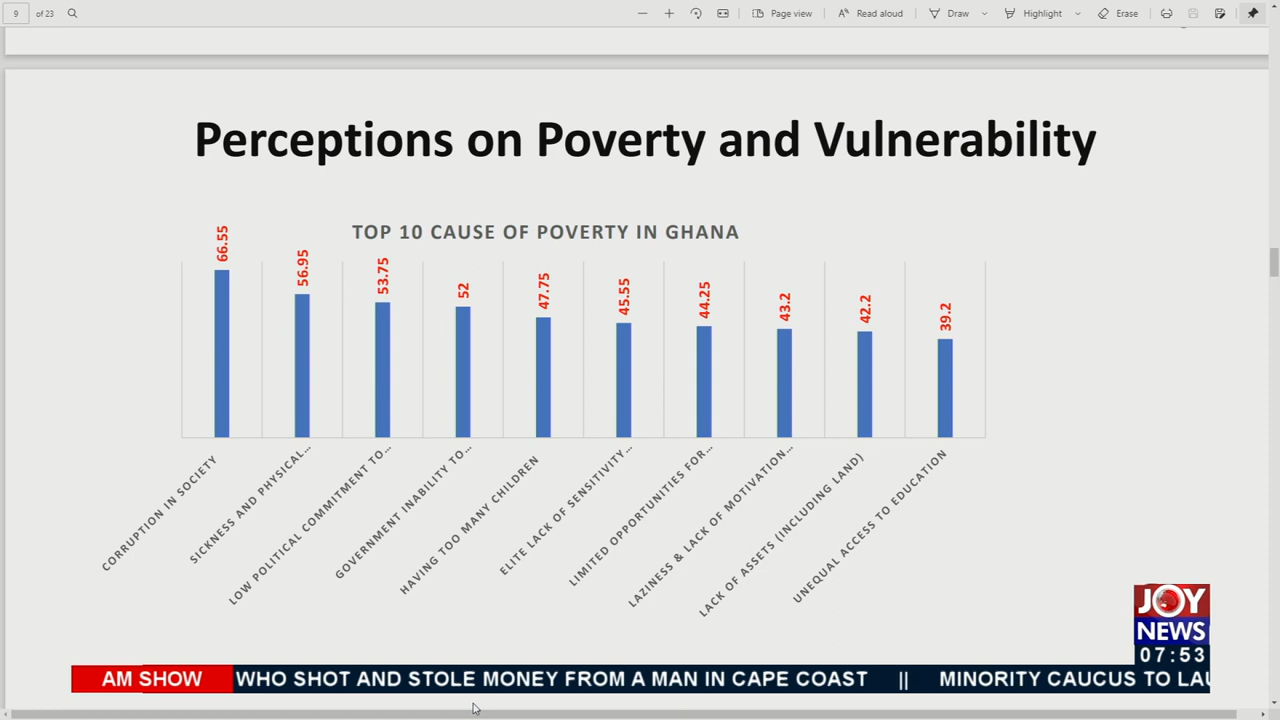 9 of 23 Page view Read aloud Draw Highlight Erase
Perceptions on Poverty and Vulnerability
TOP 10 CAUSE OF POVERTY IN GHANA
66.55
56.95
53.75
52
47.75
45.55
44.25
43.2
42.2
39.2
CORRUPTION IN SOCIETY
SICKNESS AND PHYSICAL...
LOW POLITICAL COMMITMENT TO...
GOVERNMENT INABILITY TO...
HAVING TOO MANY CHILDREN
ELITE LACK OF SENSITIVITY...
LIMITED OPPORTUNITIES FOR...
LAZINESS & LACK OF MOTIVATION...
LACK OF ASSETS (INCLUDING LAND)
UNEQUAL ACCESS TO EDUCATION
JOY
NEWS
07:53
AM SHOW WHO SHOT AND STOLE MONEY FROM A MAN IN CAPE COAST || MINORITY CAUCUS TO LAU